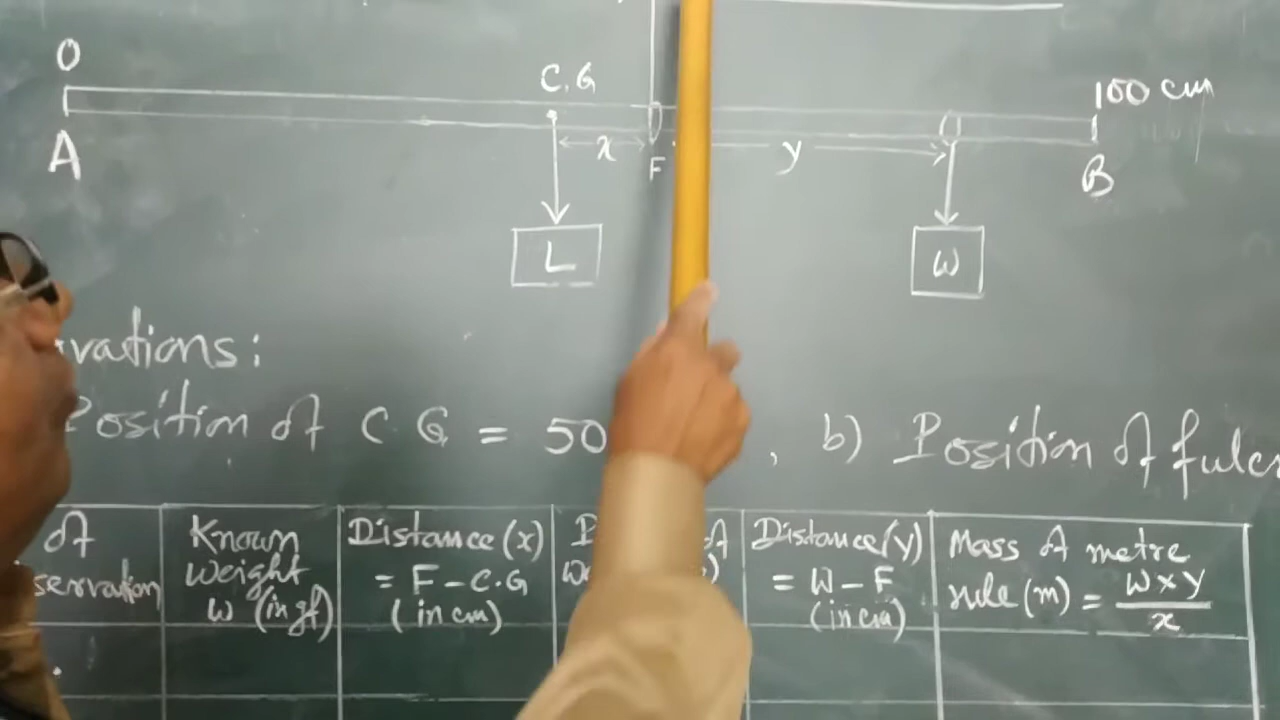 O
C.G
100 cm
A
x
F
y
B
L
W
vations:
Position of C G = 50
, b) Position of fulc
of
servation
Known
weight
w (in gf)
Distance (x)
= F - C.G
(in cm)
Distance (y)
= W - F
(in cm)
Mass of metre
rule (m) = W x y
x